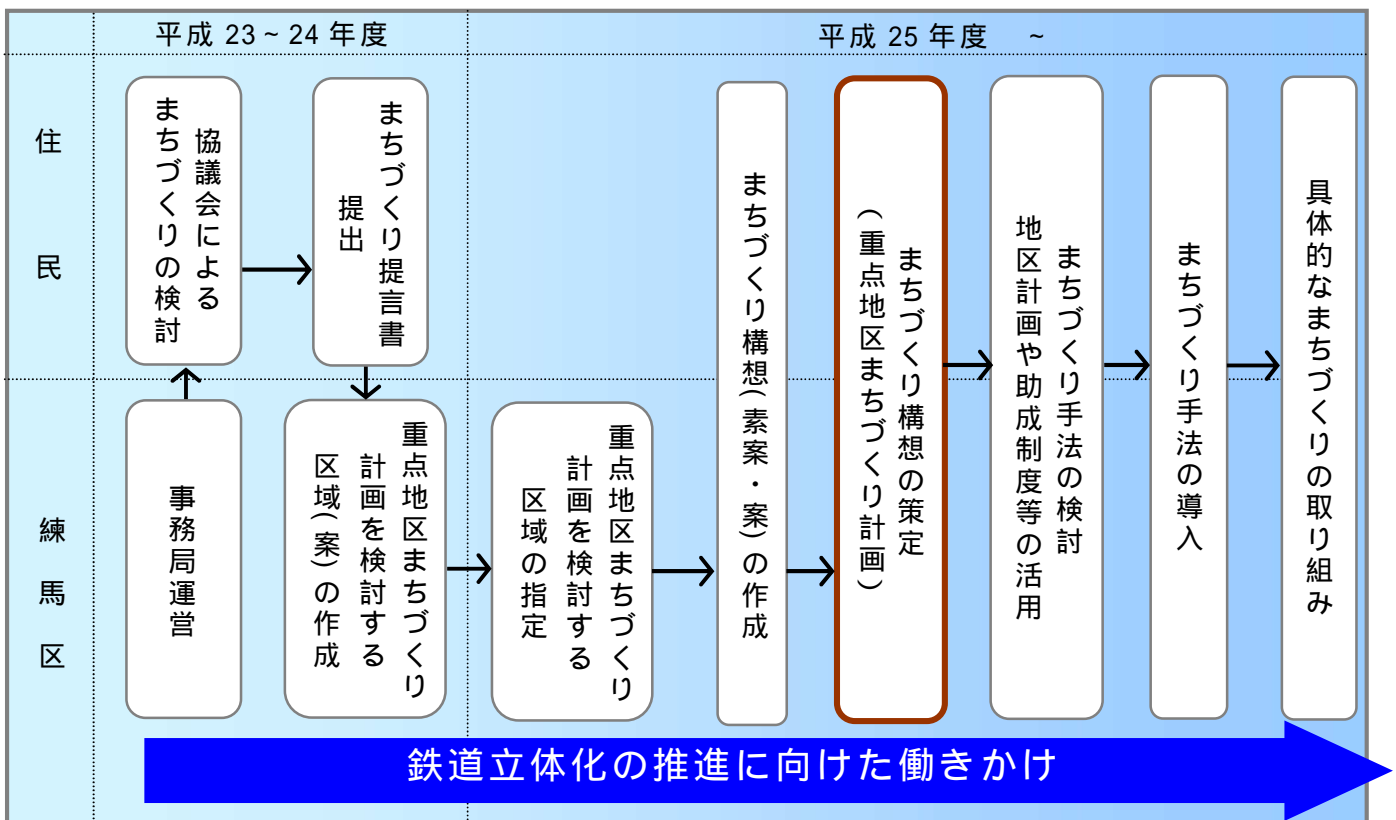 平成 23 ~ 24 年度
平成 25 年度　~
住民
練馬区
協議会による
まちづくりの検討
まちづくり提言書
提出
事務局運営
重点地区まちづくり
計画を検討する
区域(案)の作成
重点地区まちづくり
計画を検討する
区域の指定
まちづくり構想(素案・案)の作成
まちづくり構想の策定
(重点地区まちづくり計画)
まちづくり手法の検討
地区計画や助成制度等の活用
まちづくり手法の導入
具体的なまちづくりの取り組み
鉄道立体化の推進に向けた働きかけ